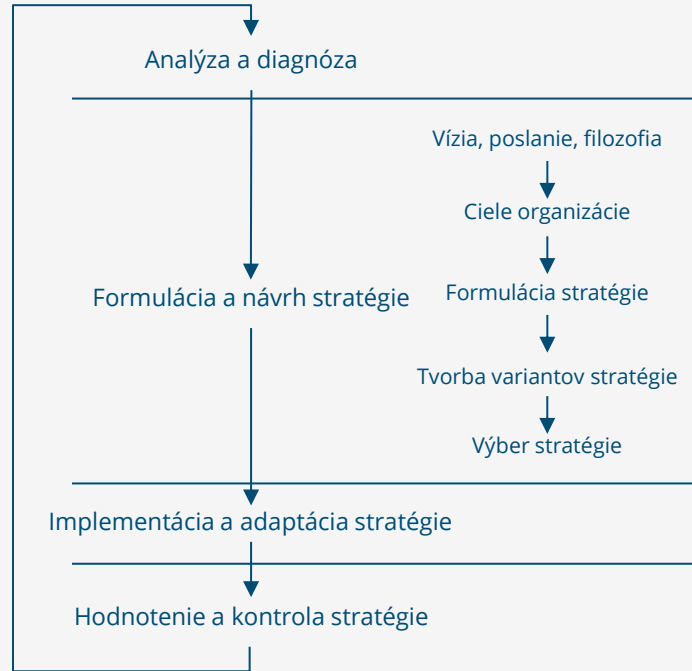 Analýza a diagnóza
Vízia, poslanie, filozofia
Ciele organizácie
Formulácia a návrh stratégie
Formulácia stratégie
Tvorba variantov stratégie
Výber stratégie
Implementácia a adaptácia stratégie
Hodnotenie a kontrola stratégie